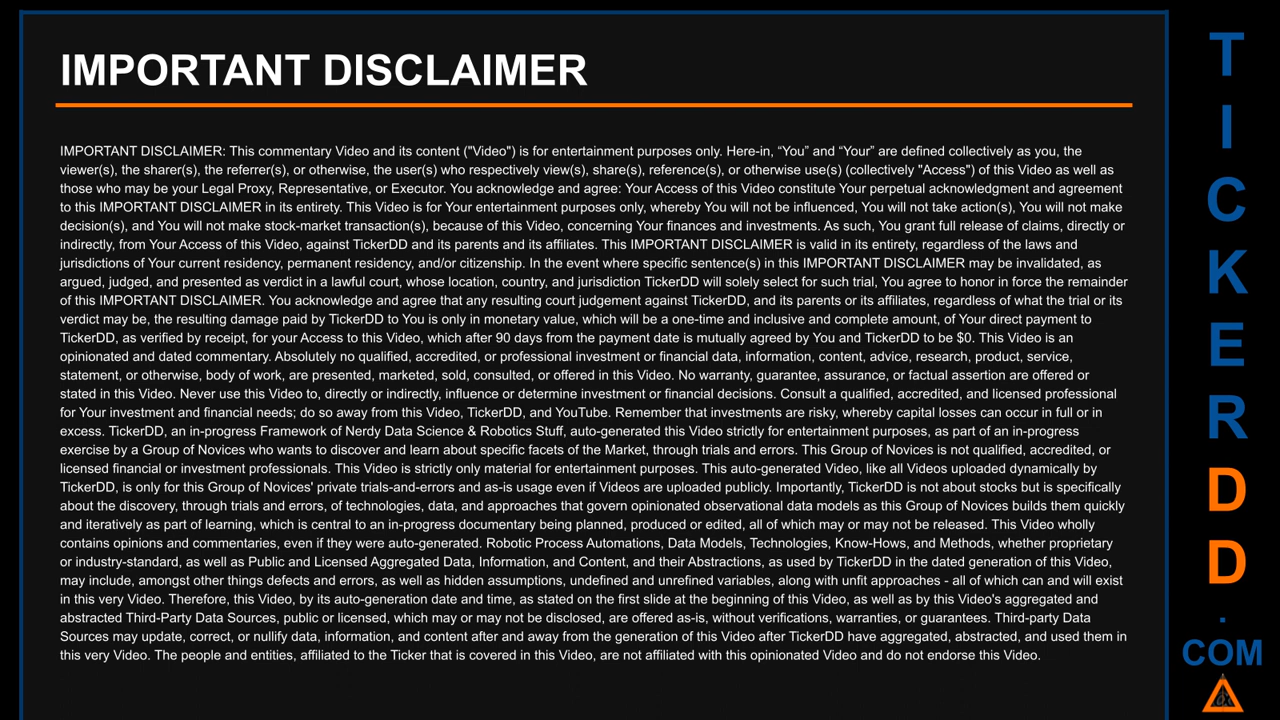 IMPORTANT DISCLAIMER
IMPORTANT DISCLAIMER: This commentary Video and its content ("Video") is for entertainment purposes only. Here-in, “You” and “Your” are defined collectively as you, the
viewer(s), the sharer(s), the referrer(s), or otherwise, the user(s) who respectively view(s), share(s), reference(s), or otherwise use(s) (collectively "Access") of this Video as well as
those who may be your Legal Proxy, Representative, or Executor. You acknowledge and agree: Your Access of this Video constitute Your perpetual acknowledgment and agreement
to this IMPORTANT DISCLAIMER in its entirety. This Video is for Your entertainment purposes only, whereby You will not be influenced, You will not take action(s), You will not make
decision(s), and You will not make stock-market transaction(s), because of this Video, concerning Your finances and investments. As such, You grant full release of claims, directly or
indirectly, from Your Access of this Video, against TickerDD and its parents and its affiliates. This IMPORTANT DISCLAIMER is valid in its entirety, regardless of the laws and
jurisdictions of Your current residency, permanent residency, and/or citizenship. In the event where specific sentence(s) in this IMPORTANT DISCLAIMER may be invalidated, as
argued, judged, and presented as verdict in a lawful court, whose location, country, and jurisdiction TickerDD will solely select for such trial, You agree to honor in force the remainder
of this IMPORTANT DISCLAIMER. You acknowledge and agree that any resulting court judgement against TickerDD, and its parents or its affiliates, regardless of what the trial or its
verdict may be, the resulting damage paid by TickerDD to You is only in monetary value, which will be a one-time and inclusive and complete amount, of Your direct payment to
TickerDD, as verified by receipt, for your Access to this Video, which after 90 days from the payment date is mutually agreed by You and TickerDD to be $0. This Video is an
opinionated and dated commentary. Absolutely no qualified, accredited, or professional investment or financial data, information, content, advice, research, product, service,
statement, or otherwise, body of work, are presented, marketed, sold, consulted, or offered in this Video. No warranty, guarantee, assurance, or factual assertion are offered or
stated in this Video. Never use this Video to, directly or indirectly, influence or determine investment or financial decisions. Consult a qualified, accredited, and licensed professional
for Your investment and financial needs; do so away from this Video, TickerDD, and YouTube. Remember that investments are risky, whereby capital losses can occur in full or in
excess. TickerDD, an in-progress Framework of Nerdy Data Science & Robotics Stuff, auto-generated this Video strictly for entertainment purposes, as part of an in-progress
exercise by a Group of Novices who wants to discover and learn about specific facets of the Market, through trials and errors. This Group of Novices is not qualified, accredited, or
licensed financial or investment professionals. This Video is strictly only material for entertainment purposes. This auto-generated Video, like all Videos uploaded dynamically by
TickerDD, is only for this Group of Novices' private trials-and-errors and as-is usage even if Videos are uploaded publicly. Importantly, TickerDD is not about stocks but is specifically
about the discovery, through trials and errors, of technologies, data, and approaches that govern opinionated observational data models as this Group of Novices builds them quickly
and iteratively as part of learning, which is central to an in-progress documentary being planned, produced or edited, all of which may or may not be released. This Video wholly
contains opinions and commentaries, even if they were auto-generated. Robotic Process Automations, Data Models, Technologies, Know-Hows, and Methods, whether proprietary
or industry-standard, as well as Public and Licensed Aggregated Data, Information, and Content, and their Abstractions, as used by TickerDD in the dated generation of this Video,
may include, amongst other things defects and errors, as well as hidden assumptions, undefined and unrefined variables, along with unfit approaches - all of which can and will exist
in this very Video. Therefore, this Video, by its auto-generation date and time, as stated on the first slide at the beginning of this Video, as well as by this Video's aggregated and
abstracted Third-Party Data Sources, public or licensed, which may or may not be disclosed, are offered as-is, without verifications, warranties, or guarantees. Third-party Data
Sources may update, correct, or nullify data, information, and content after and away from the generation of this Video after TickerDD have aggregated, abstracted, and used them in
this very Video. The people and entities, affiliated to the Ticker that is covered in this Video, are not affiliated with this opinionated Video and do not endorse this Video.
T
I
C
K
E
R
D
D
.
COM